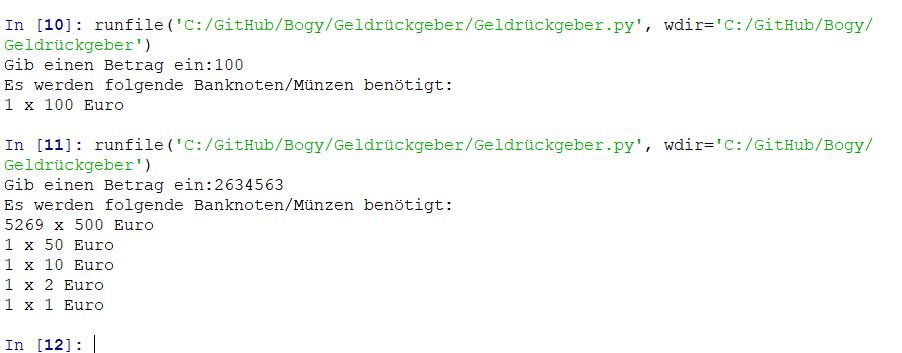 In [10]: runfile('C:/GitHub/Bogy/Geldrückgeber/Geldrückgeber.py', wdir='C:/GitHub/Bogy/
Geldrückgeber')
Gib einen Betrag ein:100
Es werden folgende Banknoten/Münzen benötigt:
1 x 100 Euro
In [11]: runfile('C:/GitHub/Bogy/Geldrückgeber/Geldrückgeber.py', wdir='C:/GitHub/Bogy/
Geldrückgeber')
Gib einen Betrag ein:2634563
Es werden folgende Banknoten/Münzen benötigt:
5269 x 500 Euro
1 x 50 Euro
1 x 10 Euro
1 x 2 Euro
1 x 1 Euro
In [12]: